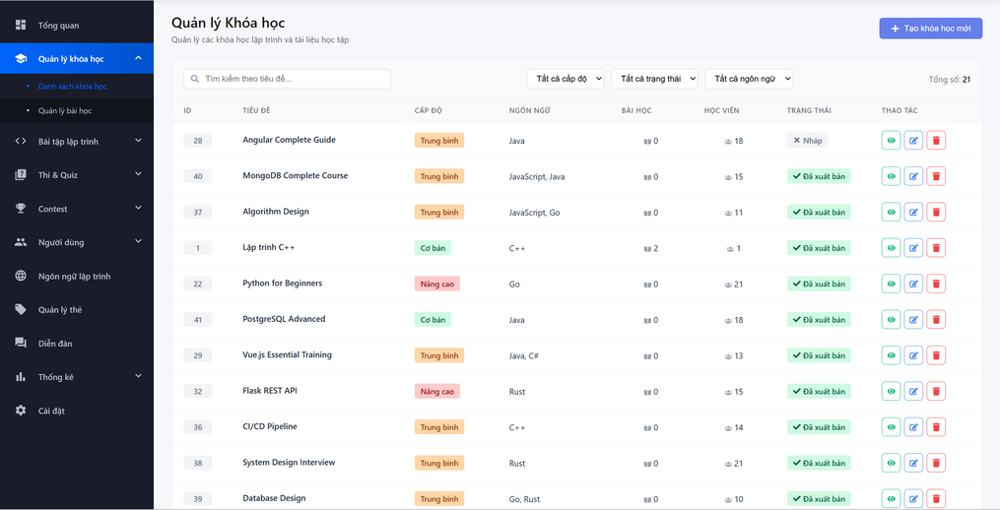 Tổng quan
Quản lý khóa học
Danh sách khóa học
Quản lý bài học
Bài tập lập trình
Thi & Quiz
Contest
Người dùng
Ngôn ngữ lập trình
Quản lý thẻ
Diễn đàn
Thống kê
Cài đặt
Quản lý Khóa học
Quản lý các khóa học lập trình và tài liệu học tập
Tạo khóa học mới
Tìm kiếm theo tiêu đề...
Tất cả cấp độ
Tất cả trạng thái
Tất cả ngôn ngữ
Tổng số: 21
ID TIÊU ĐỀ CẤP ĐỘ NGÔN NGỮ BÀI HỌC HỌC VIÊN TRẠNG THÁI THAO TÁC
28 Angular Complete Guide Trung bình Java 0 18 Nháp
40 MongoDB Complete Course Trung bình JavaScript, Java 0 15 Đã xuất bản
37 Algorithm Design Trung bình JavaScript, Go 0 11 Đã xuất bản
1 Lập trình C++ Cơ bản C++ 2 1 Đã xuất bản
22 Python for Beginners Nâng cao Go 0 21 Đã xuất bản
41 PostgreSQL Advanced Cơ bản Java 0 18 Đã xuất bản
29 Vue.js Essential Training Trung bình Java, C# 0 13 Đã xuất bản
32 Flask REST API Nâng cao Rust 0 15 Đã xuất bản
36 CI/CD Pipeline Trung bình C++ 0 14 Đã xuất bản
38 System Design Interview Trung bình Rust 0 21 Đã xuất bản
39 Database Design Trung bình Go, Rust 0 10 Đã xuất bản